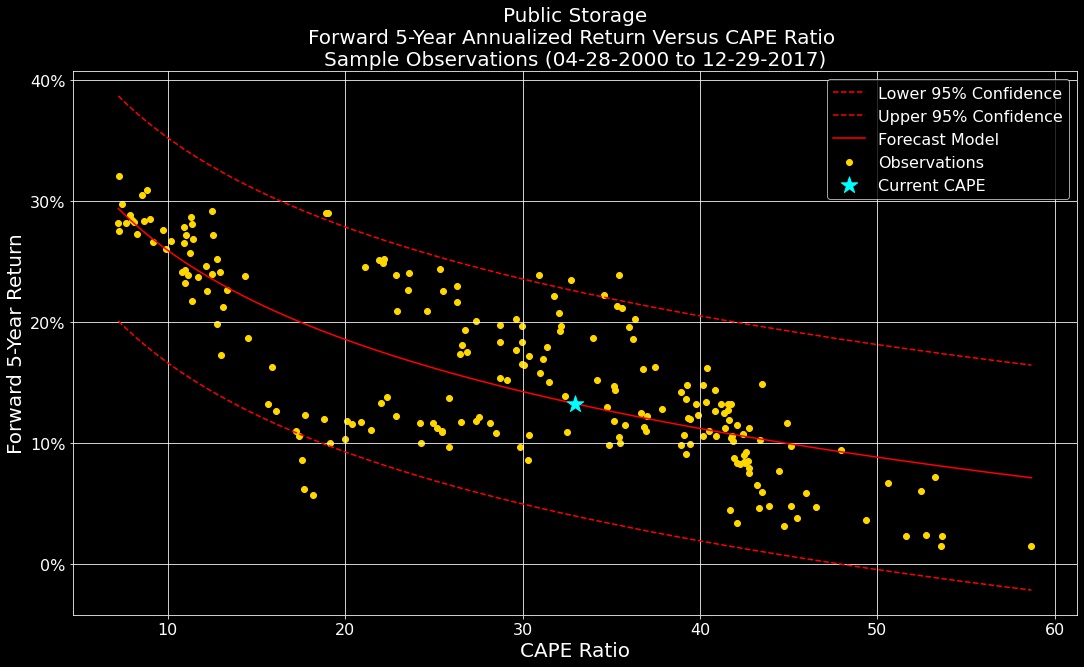 Public Storage
Forward 5-Year Annualized Return Versus CAPE Ratio
Sample Observations (04-28-2000 to 12-29-2017)
40%
30%
20%
10%
0%
Forward 5-Year Return
Lower 95% Confidence
Upper 95% Confidence
Forecast Model
Observations
Current CAPE
10 20 30 40 50 60
CAPE Ratio